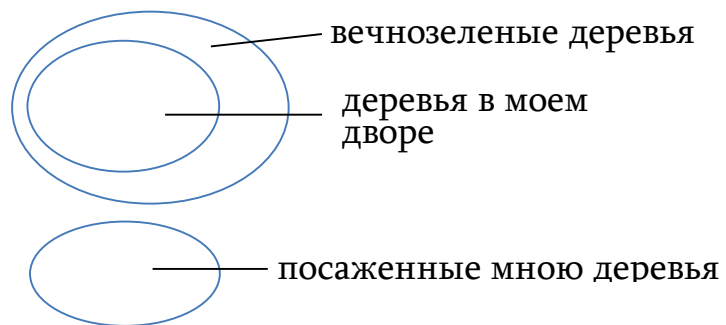 вечнозеленые деревья
деревья в моем
дворе
посаженные мною деревья